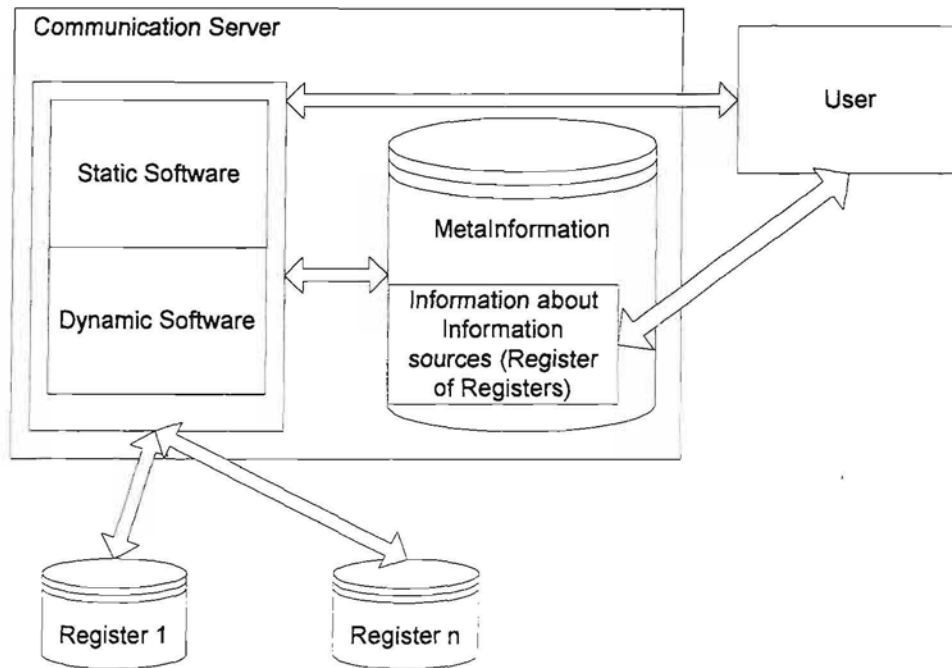 Communication Server
User
Static Software
MetaInformation
Dynamic Software
Information about
Information
sources (Register
of Registers)
Register 1
Register n